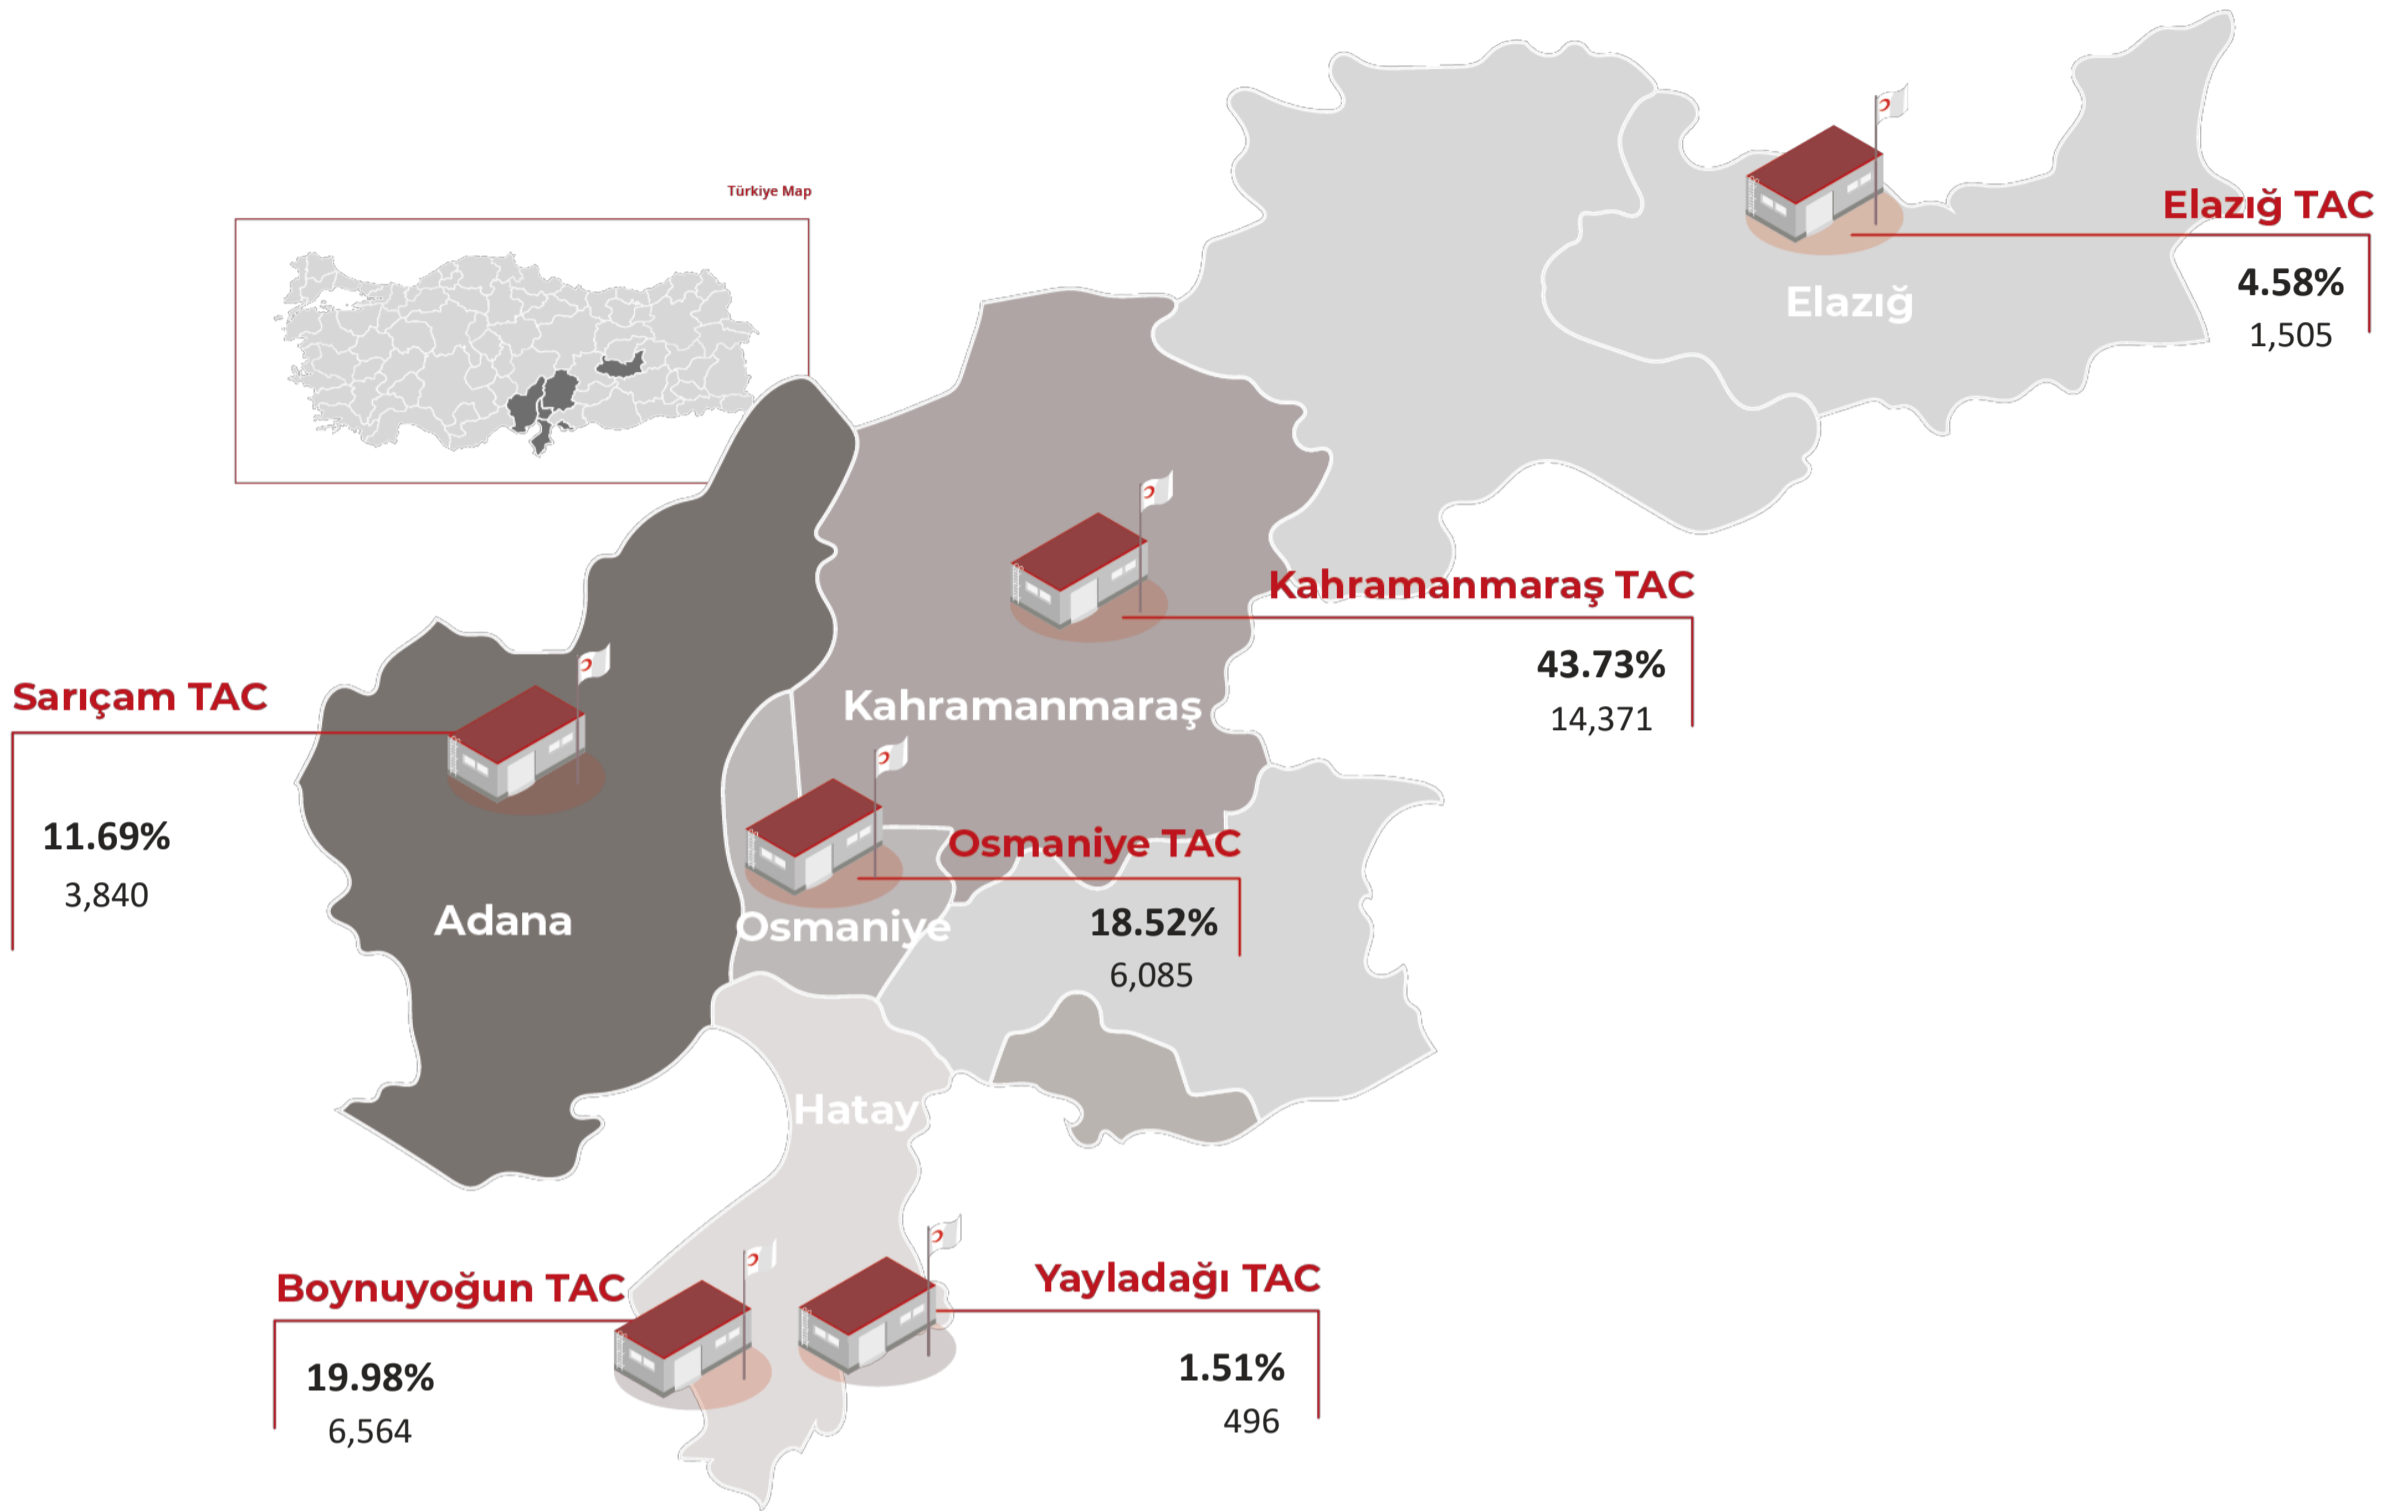 Türkiye Map
Elazığ TAC
4.58%
1,505
Elazığ
Kahramanmaraş TAC
43.73%
14,371
Kahramanmaraş
Sarıçam TAC
11.69%
3,840
Adana
Osmaniye TAC
18.52%
6,085
Osmaniye
Hatay
Boynuyoğun TAC
19.98%
6,564
Yayladağı TAC
1.51%
496